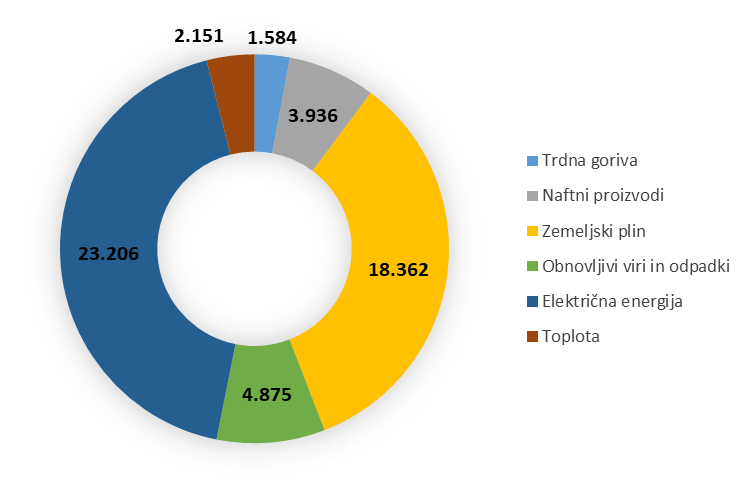 2.151
1.584
3.936
23.206
18.362
4.875
Trdna goriva
Naftni proizvodi
Zemeljski plin
Obnovljivi viri in odpadki
Električna energija
Toplota